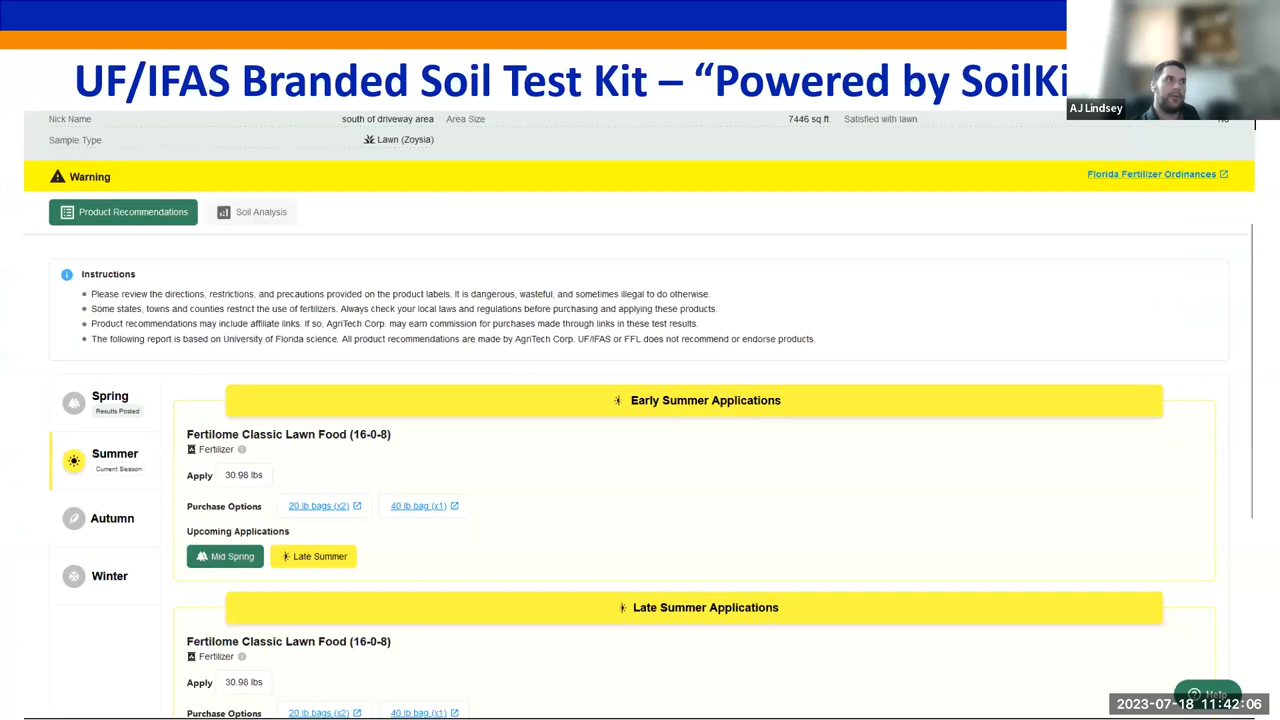 UF/IFAS Branded Soil Test Kit – “Powered by SoilKi
AJ Lindsey
Nick Name south of driveway area Area Size 7446 sq.ft. Satisfied with lawn
Sample Type Lawn (Zoysia)
Warning Florida Fertilizer Ordinances
Product Recommendations Soil Analysis
Instructions
Please review the directions, restrictions, and precautions provided on the product labels. It is dangerous, wasteful, and sometimes illegal to do otherwise.
Some states, towns and counties restrict the use of fertilizers. Always check your local laws and regulations before purchasing and applying these products.
Product recommendations may include affiliate links. If so, AgriTech Corp. may earn commission for purchases made through links in these test results.
The following report is based on University of Florida science. All product recommendations are made by AgriTech Corp. UF/IFAS or FFL does not recommend or endorse products.
Spring
Results Posted
Summer
Current Season
Autumn
Winter
Early Summer Applications
Fertilome Classic Lawn Food (16-0-8)
Fertilizer
Apply 30.98 lbs
Purchase Options 20 lb bags (x2) 40 lb bag (x1)
Upcoming Applications
Mid Spring Late Summer
Late Summer Applications
Fertilome Classic Lawn Food (16-0-8)
Fertilizer
Apply 30.98 lbs
Purchase Options 20 lb bags (x2) 40 lb bag (x1)
Help
2023-07-18 11:42:06